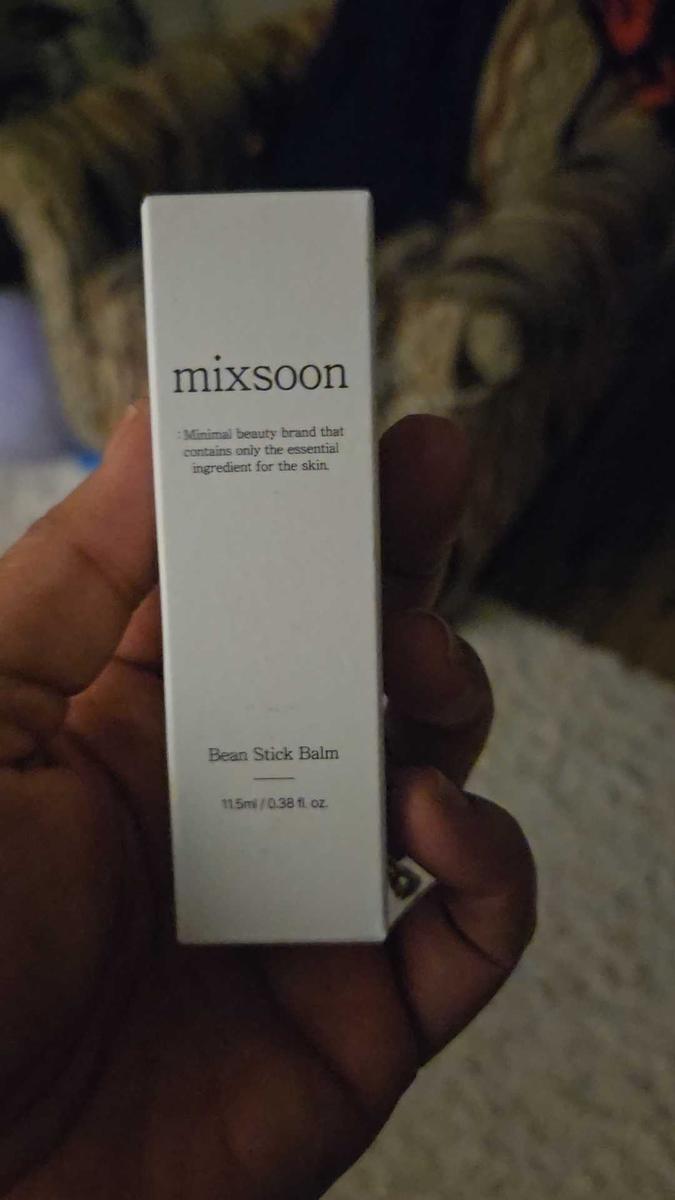 mixsoon
: Minimal beauty brand that
contains only the essential
ingredient for the skin.
Bean Stick Balm
11.5ml / 0.38 fl. oz.